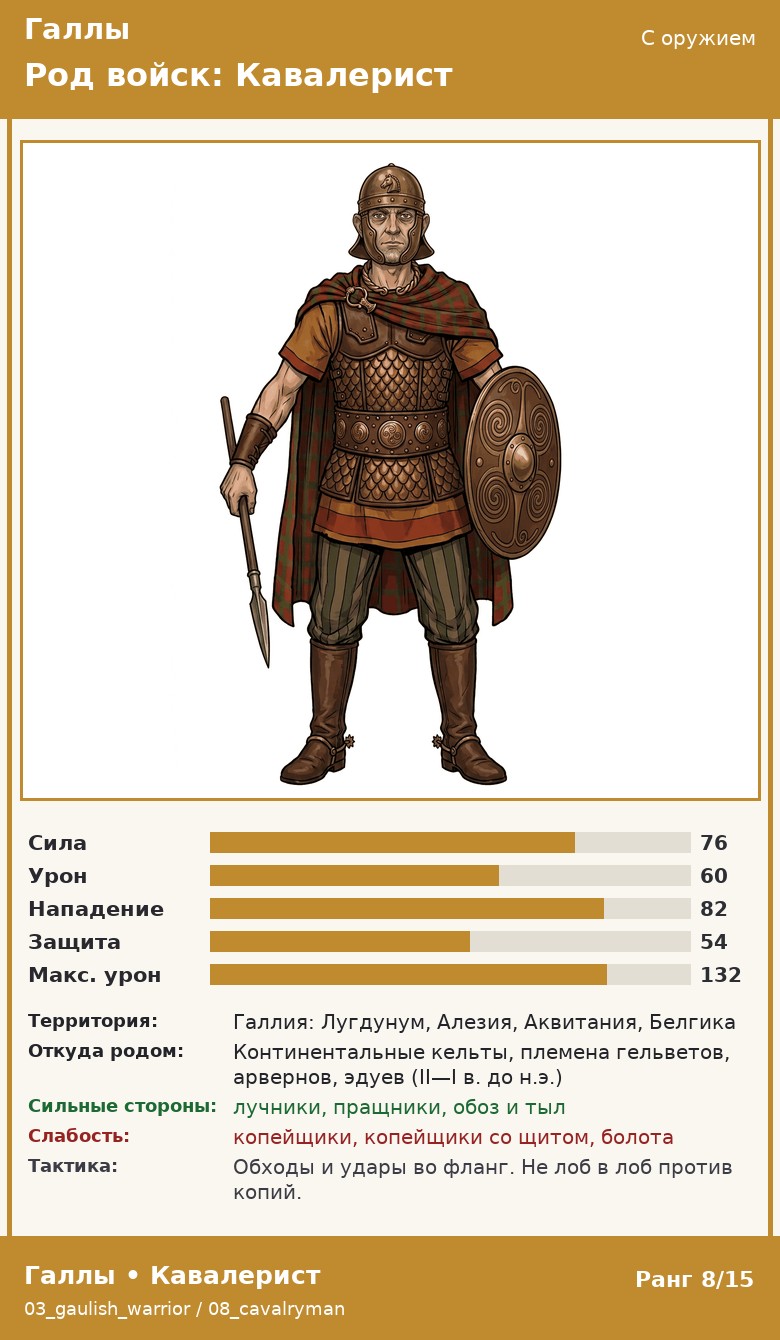 Галлы
С оружием
Род войск: Кавалерист
Сила 76
Урон 60
Нападение 82
Защита 54
Макс. урон 132
Территория: Галлия: Лугдунум, Алезия, Аквитания, Белгика
Откуда родом: Континентальные кельты, племена гельветов,
арвернов, эдуев (II—I в. до н.э.)
Сильные стороны: лучники, пращники, обоз и тыл
Слабость: копейщики, копейщики со щитом, болота
Тактика: Обходы и удары во фланг. Не лоб в лоб против
копий.
Галлы • Кавалерист
Ранг 8/15
03_gaulish_warrior / 08_cavalryman